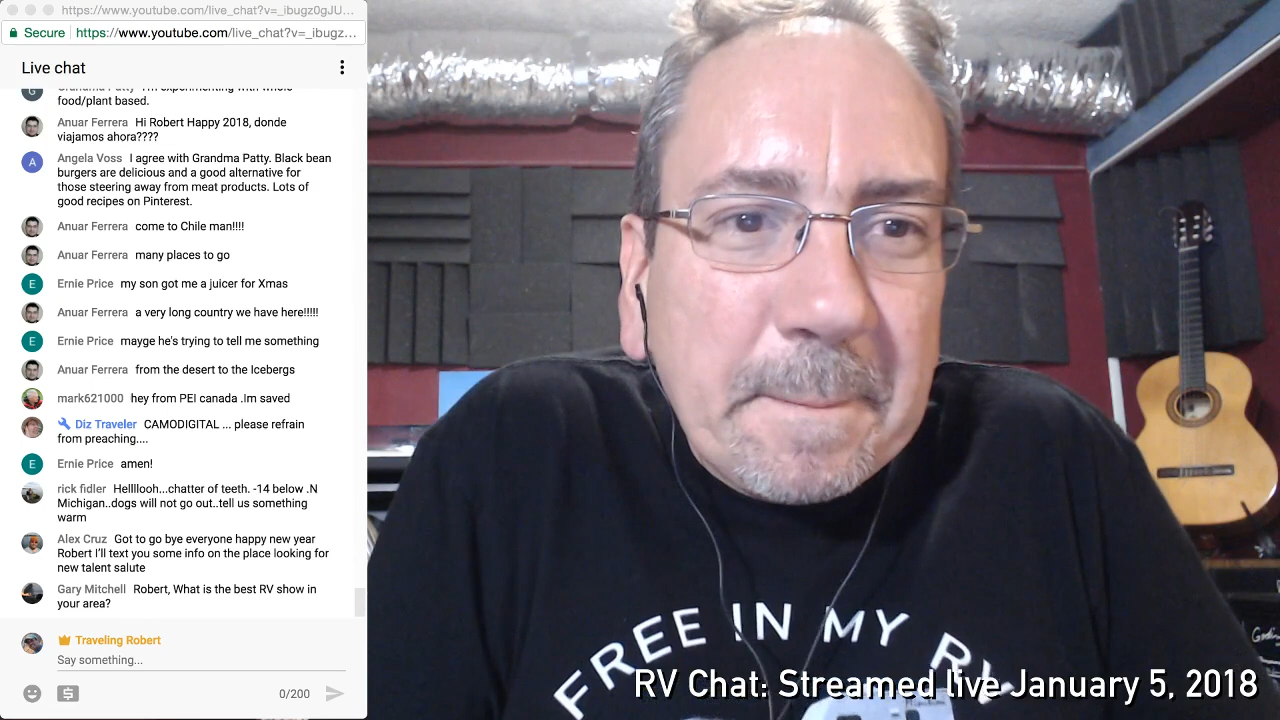 https://www.youtube.com/live_chat?v=_ibugz0gJU...
Secure
https://www.youtube.com/live_chat?v=_ibugz...
Live chat
G
Grandma Patty I'm experimenting with whole
food/plant based.
Anuar Ferrera Hi Robert Happy 2018, donde
viajamos ahora????
A
Angela Voss I agree with Grandma Patty. Black bean
burgers are delicious and a good alternative for
those steering away from meat products. Lots of
good recipes on Pinterest.
Anuar Ferrera come to Chile man!!!!
Anuar Ferrera many places to go
E
Ernie Price my son got me a juicer for Xmas
Anuar Ferrera a very long country we have here!!!!!
E
Ernie Price mayge he's trying to tell me something
Anuar Ferrera from the desert to the Icebergs
mark621000 hey from PEI canada .Im saved
Diz Traveler CAMODIGITAL ... please refrain
from preaching....
E
Ernie Price amen!
rick fidler Helllloh...chatter of teeth. -14 below .N
Michigan..dogs will not go out..tell us something
warm
Alex Cruz Got to go bye everyone happy new year
Robert I'll text you some info on the place looking for
new talent salute
Gary Mitchell Robert, What is the best RV show in
your area?
Traveling Robert
Say something...
0/200
FREE IN MY RV
RV Chat: Streamed live January 5, 2018